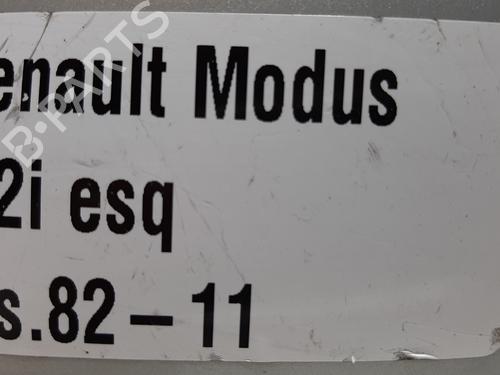 enault Modus
2i esq
s.82-11
B-PARTS